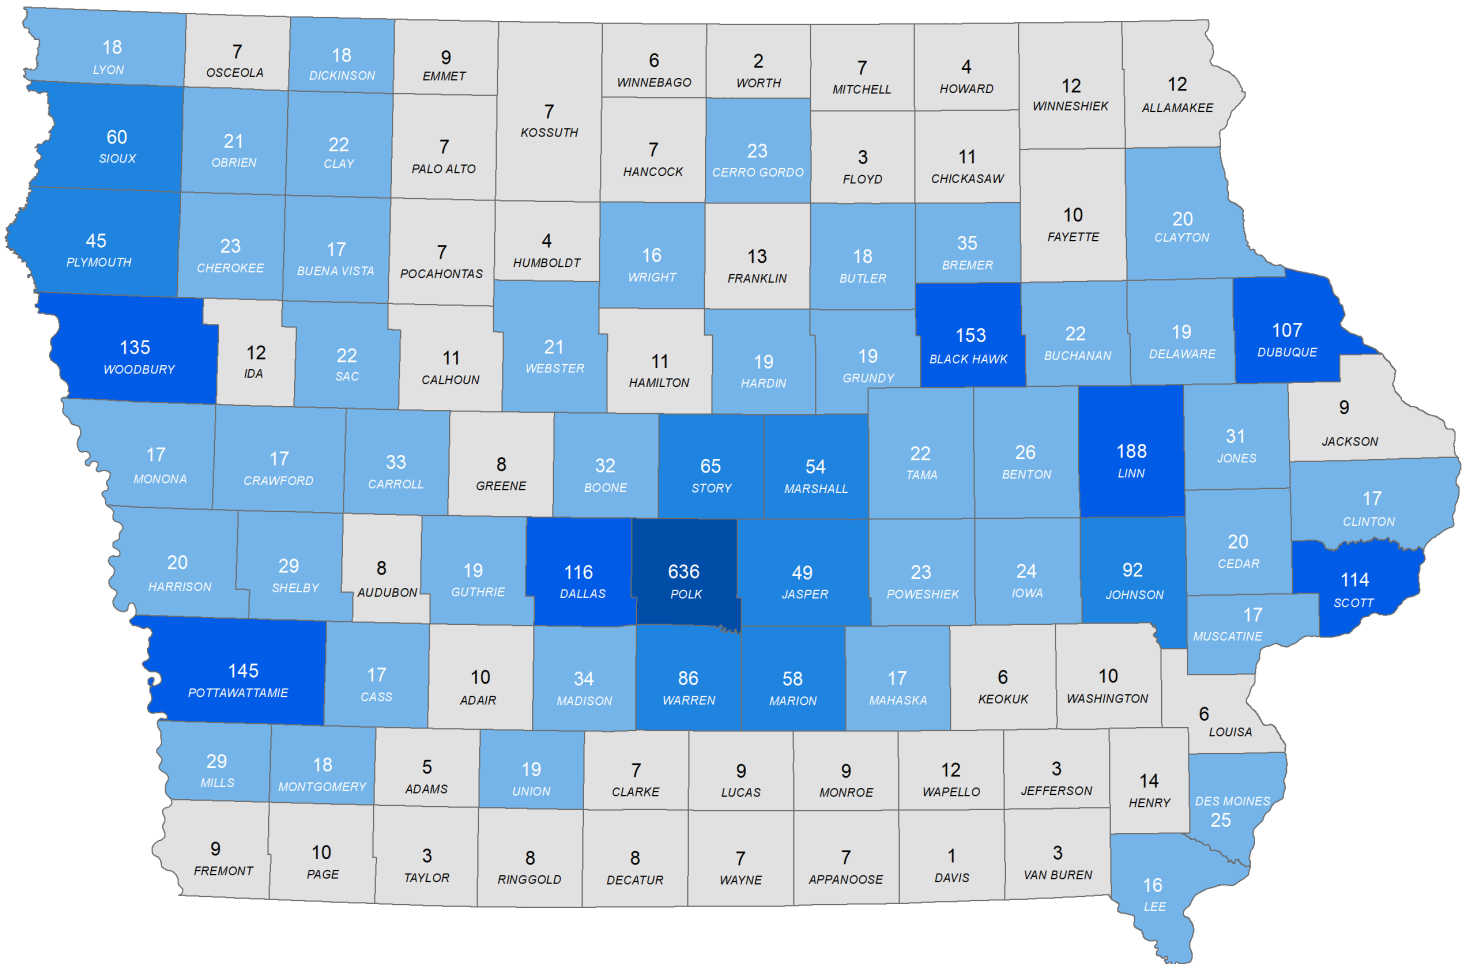 18
LYON
7
OSCEOLA
18
DICKINSON
9
EMMET
7
KOSSUTH
6
WINNEBAGO
2
WORTH
7
MITCHELL
4
HOWARD
12
WINNESHIEK
12
ALLAMAKEE
60
SIOUX
21
OBRIEN
22
CLAY
7
PALO ALTO
7
HANCOCK
23
CERRO GORDO
3
FLOYD
11
CHICKASAW
10
FAYETTE
20
CLAYTON
45
PLYMOUTH
23
CHEROKEE
17
BUENA VISTA
7
POCAHONTAS
4
HUMBOLDT
16
WRIGHT
13
FRANKLIN
18
BUTLER
35
BREMER
135
WOODBURY
12
IDA
22
SAC
11
CALHOUN
21
WEBSTER
11
HAMILTON
19
HARDIN
19
GRUNDY
153
BLACK HAWK
22
BUCHANAN
19
DELAWARE
107
DUBUQUE
17
MONONA
17
CRAWFORD
33
CARROLL
8
GREENE
32
BOONE
65
STORY
54
MARSHALL
22
TAMA
26
BENTON
188
LINN
31
JONES
9
JACKSON
17
CLINTON
20
HARRISON
29
SHELBY
8
AUDUBON
19
GUTHRIE
116
DALLAS
636
POLK
49
JASPER
23
POWESHIEK
24
IOWA
92
JOHNSON
20
CEDAR
114
SCOTT
17
MUSCATINE
145
POTTAWATTAMIE
17
CASS
10
ADAIR
34
MADISON
86
WARREN
58
MARION
17
MAHASKA
6
KEOKUK
10
WASHINGTON
6
LOUISA
29
MILLS
18
MONTGOMERY
5
ADAMS
19
UNION
7
CLARKE
9
LUCAS
9
MONROE
12
WAPELLO
3
JEFFERSON
14
HENRY
DES MOINES
25
9
FREMONT
10
PAGE
3
TAYLOR
8
RINGGOLD
8
DECATUR
7
WAYNE
7
APPANOOSE
1
DAVIS
3
VAN BUREN
16
LEE